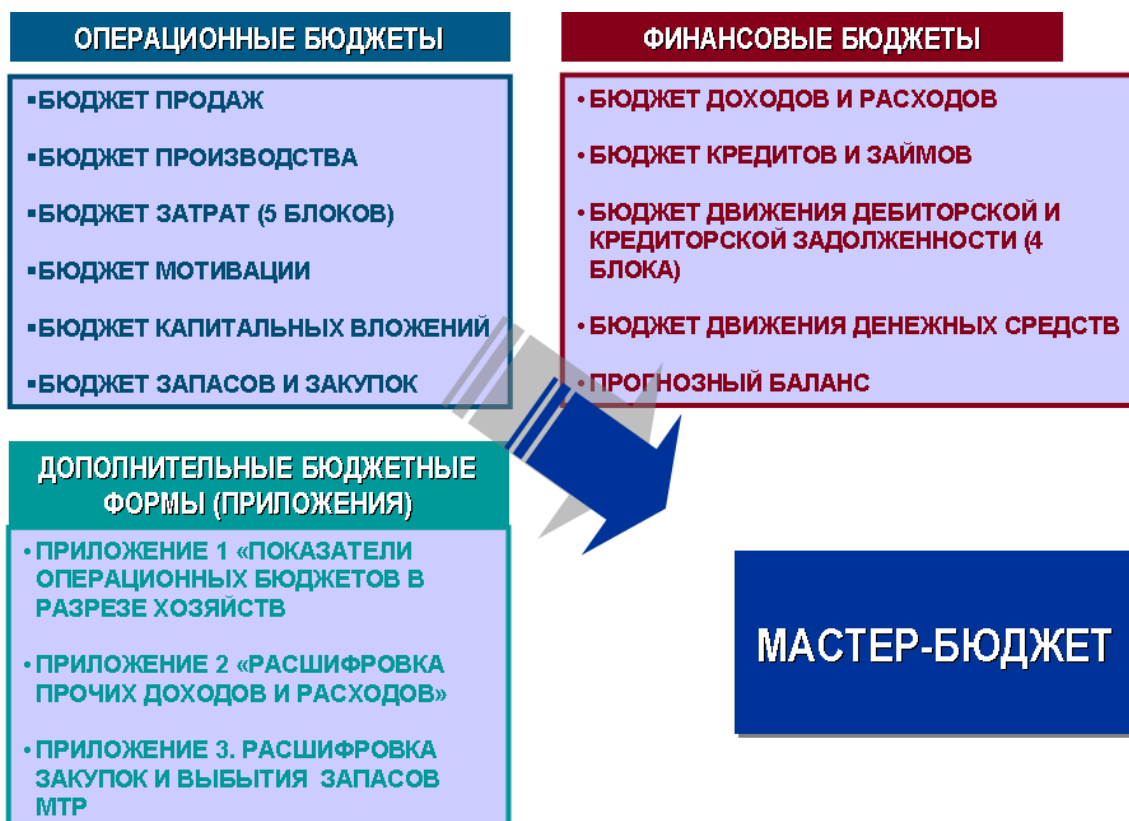 ОПЕРАЦИОННЫЕ БЮДЖЕТЫ
▪БЮДЖЕТ ПРОДАЖ
▪БЮДЖЕТ ПРОИЗВОДСТВА
▪БЮДЖЕТ ЗАТРАТ (5 БЛОКОВ)
▪БЮДЖЕТ МОТИВАЦИИ
▪БЮДЖЕТ КАПИТАЛЬНЫХ ВЛОЖЕНИЙ
▪БЮДЖЕТ ЗАПАСОВ И ЗАКУПОК
ФИНАНСОВЫЕ БЮДЖЕТЫ
• БЮДЖЕТ ДОХОДОВ И РАСХОДОВ
• БЮДЖЕТ КРЕДИТОВ И ЗАЙМОВ
• БЮДЖЕТ ДВИЖЕНИЯ ДЕБИТОРСКОЙ И
КРЕДИТОРСКОЙ ЗАДОЛЖЕННОСТИ (4
БЛОКА)
• БЮДЖЕТ ДВИЖЕНИЯ ДЕНЕЖНЫХ СРЕДСТВ
• ПРОГНОЗНЫЙ БАЛАНС
ДОПОЛНИТЕЛЬНЫЕ БЮДЖЕТНЫЕ
ФОРМЫ (ПРИЛОЖЕНИЯ)
• ПРИЛОЖЕНИЕ 1 «ПОКАЗАТЕЛИ
ОПЕРАЦИОННЫХ БЮДЖЕТОВ В
РАЗРЕЗЕ ХОЗЯЙСТВ
• ПРИЛОЖЕНИЕ 2 «РАСШИФРОВКА
ПРОЧИХ ДОХОДОВ И РАСХОДОВ»
• ПРИЛОЖЕНИЕ 3. РАСШИФРОВКА
ЗАКУПОК И ВЫБЫТИЯ ЗАПАСОВ
МТР
МАСТЕР-БЮДЖЕТ